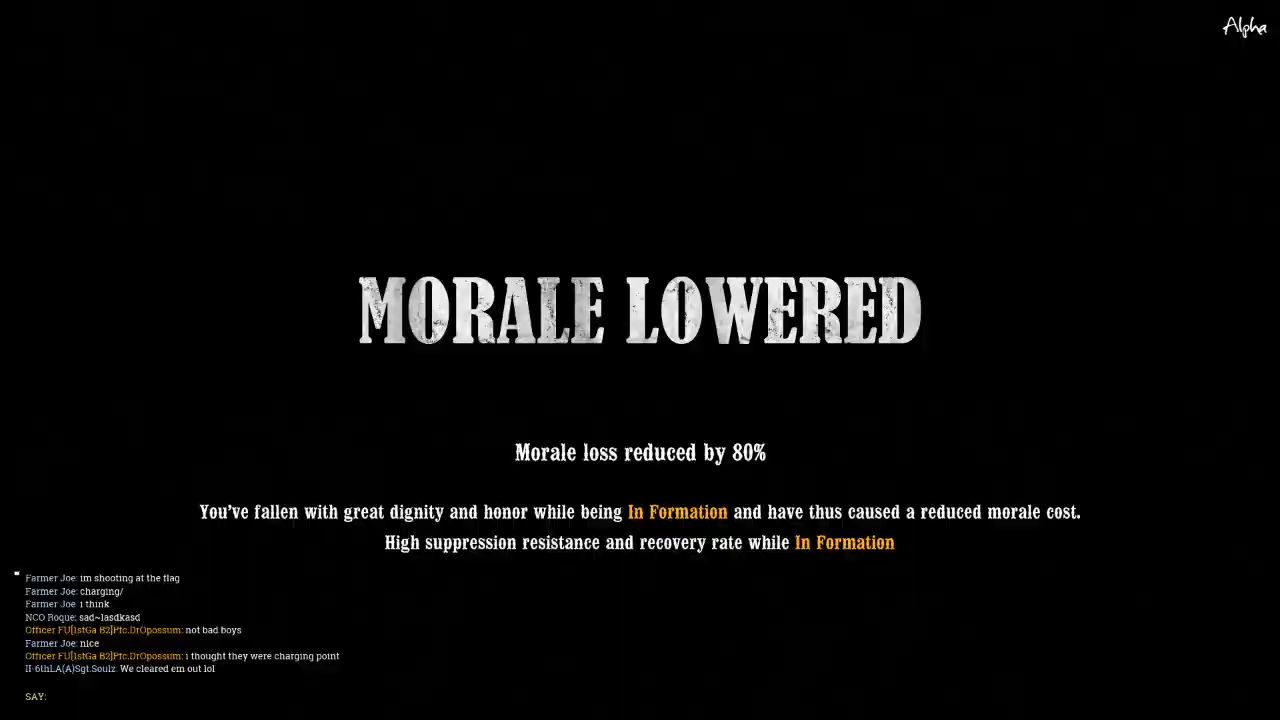 Alpha
MORALE LOWERED
Morale loss reduced by 80%
You've fallen with great dignity and honor while being In Formation and have thus caused a reduced morale cost.
High suppression resistance and recovery rate while In Formation
Farmer Joe: im shooting at the flag
Farmer Joe: charging/
Farmer Joe: i think
NCO Roque: sad~lasdkasd
Officer FU[1stGa B2]Pfc.DrOpossum: not bad boys
Farmer Joe: nice
Officer FU[1stGa B2]Pfc.DrOpossum: i thought they were charging point
II-6thLA(A)Sgt.Soulz: We cleared em out lol
SAY: